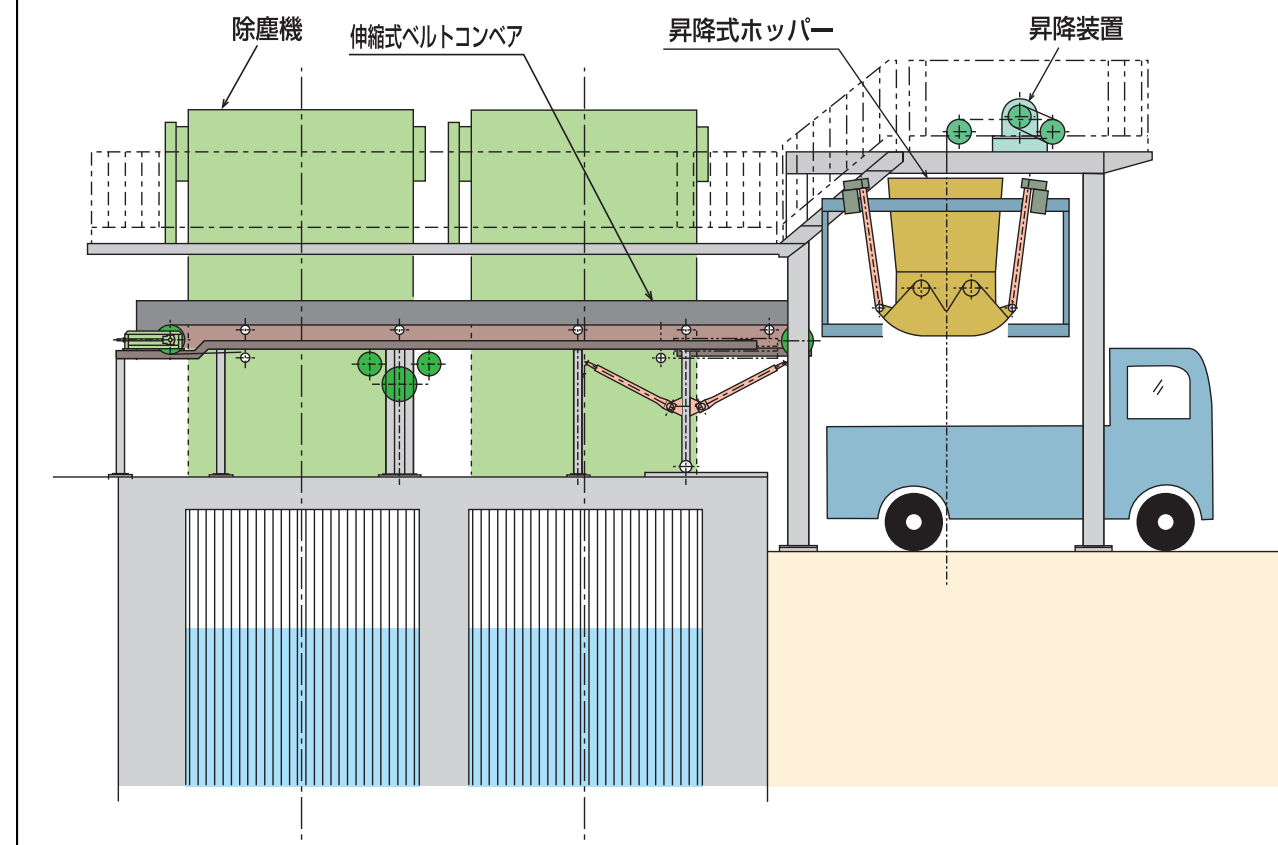 除塵機
伸縮式ベルトコンベア
昇降式ホッパー
昇降装置